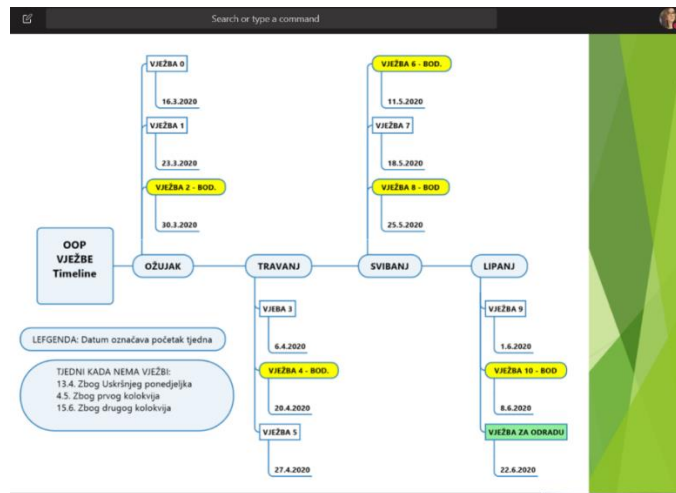 Search or type a command
VJEŽBA 0
16.3.2020
VJEŽBA 1
23.3.2020
VJEŽBA 2 - BOD.
30.3.2020
VJEŽBA 6 - BOD.
11.5.2020
VJEŽBA 7
18.5.2020
VJEŽBA 8 - BOD
25.5.2020
OOP
VJEŽBE
Timeline
OŽUJAK
TRAVANJ
SVIBANJ
LIPANJ
VJEBA 3
6.4.2020
VJEŽBA 4 - BOD.
20.4.2020
VJEŽBA 5
27.4.2020
VJEŽBA 9
1.6.2020
VJEŽBA 10 - BOD
8.6.2020
VJEŽBA ZA ODRADU
22.6.2020
LEFGENDA: Datum označava početak tjedna
TJEDNI KADA NEMA VJEŽBI:
13.4. Zbog Uskršnjeg ponedjeljka
4.5. Zbog prvog kolokvija
15.6. Zbog drugog kolokvija